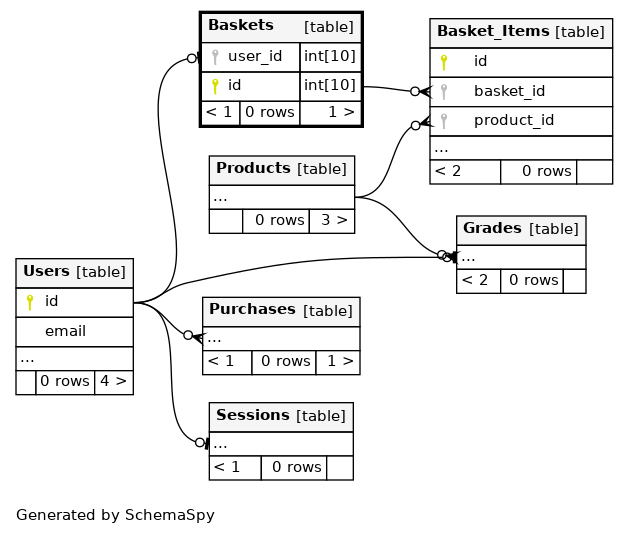 Baskets [table]
user_id int[10]
id int[10]
< 1 0 rows 1 >
Basket_Items [table]
id
basket_id
product_id
...
< 2 0 rows
Products [table]
...
0 rows 3 >
Grades [table]
...
< 2 0 rows
Users [table]
id
email
...
0 rows 4 >
Purchases [table]
...
< 1 0 rows 1 >
Sessions [table]
...
< 1 0 rows
Generated by SchemaSpy